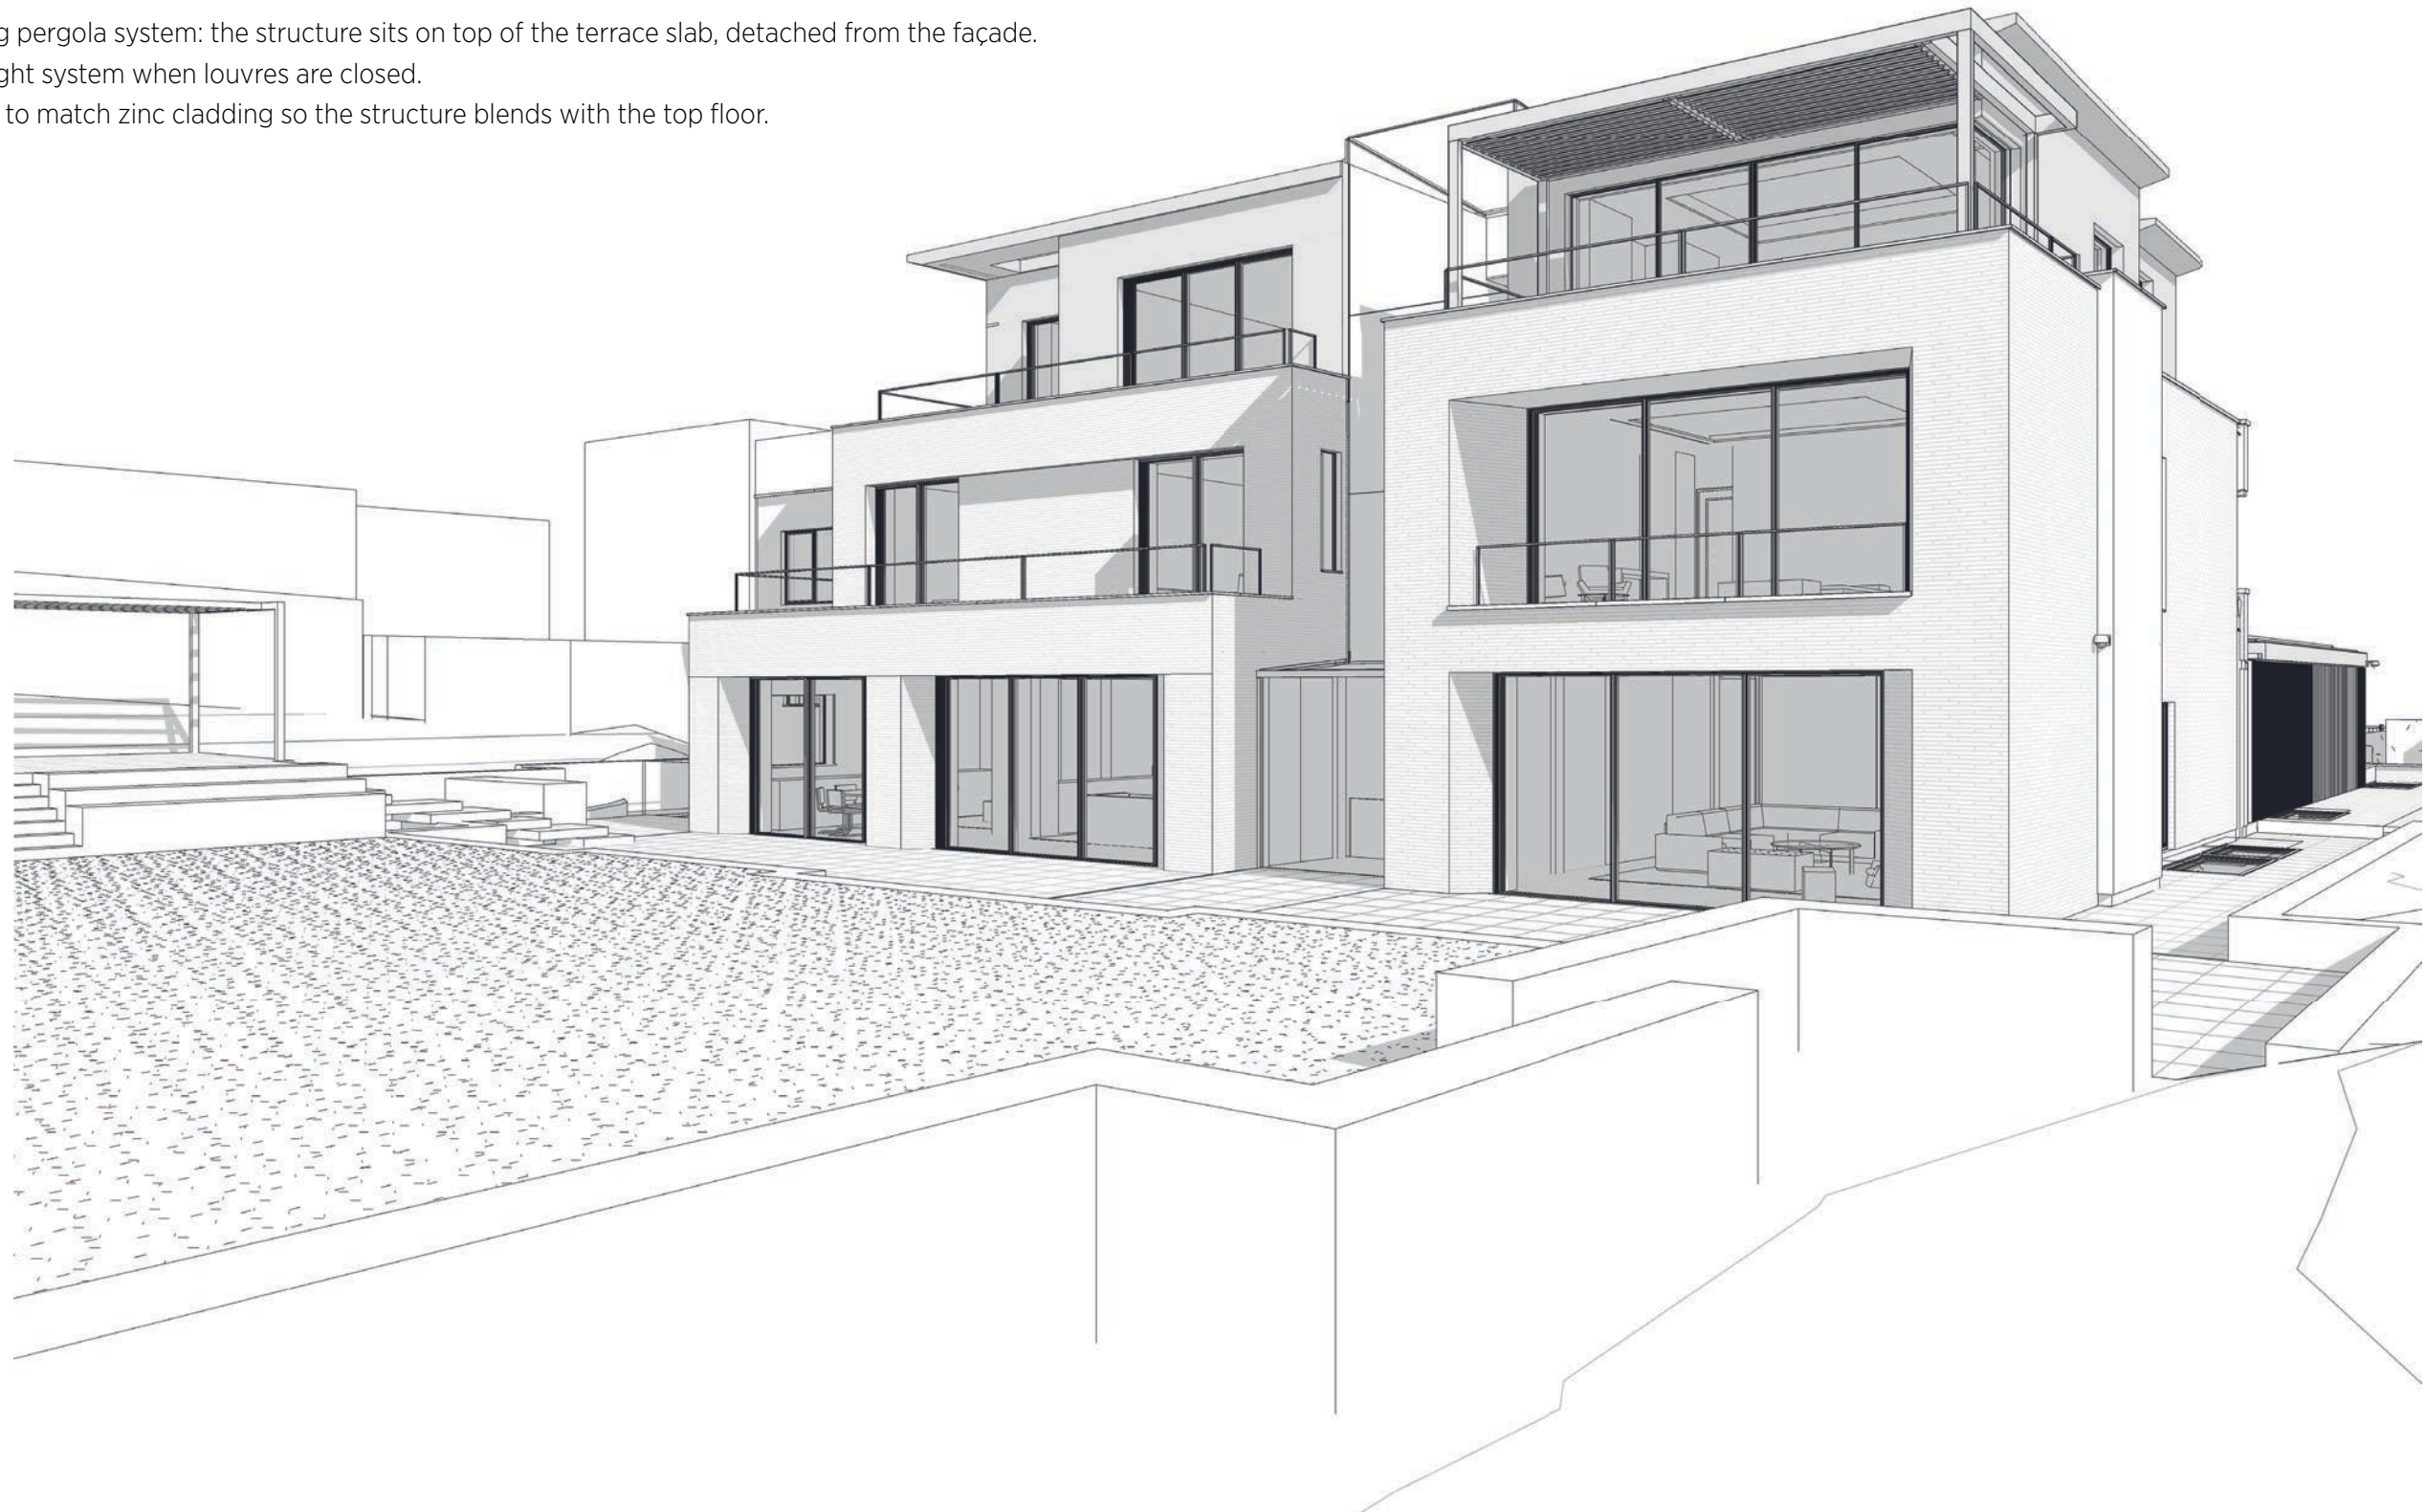 pergola system: the structure sits on top of the terrace slab, detached from the façade.
system when louvres are closed.
to match zinc cladding so the structure blends with the top floor.